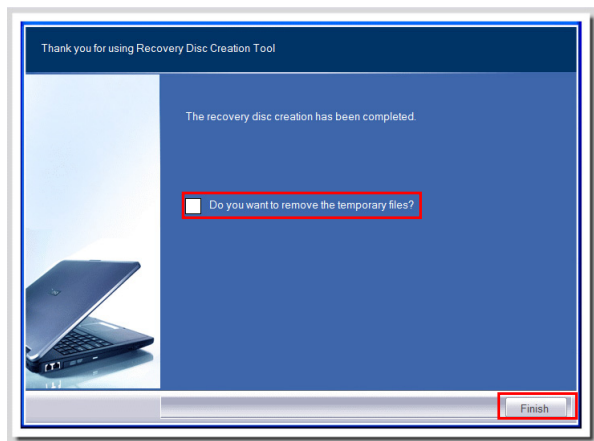 Thank you for using Recovery Disc Creation Tool
The recovery disc creation has been completed.
Do you want to remove the temporary files?
Finish